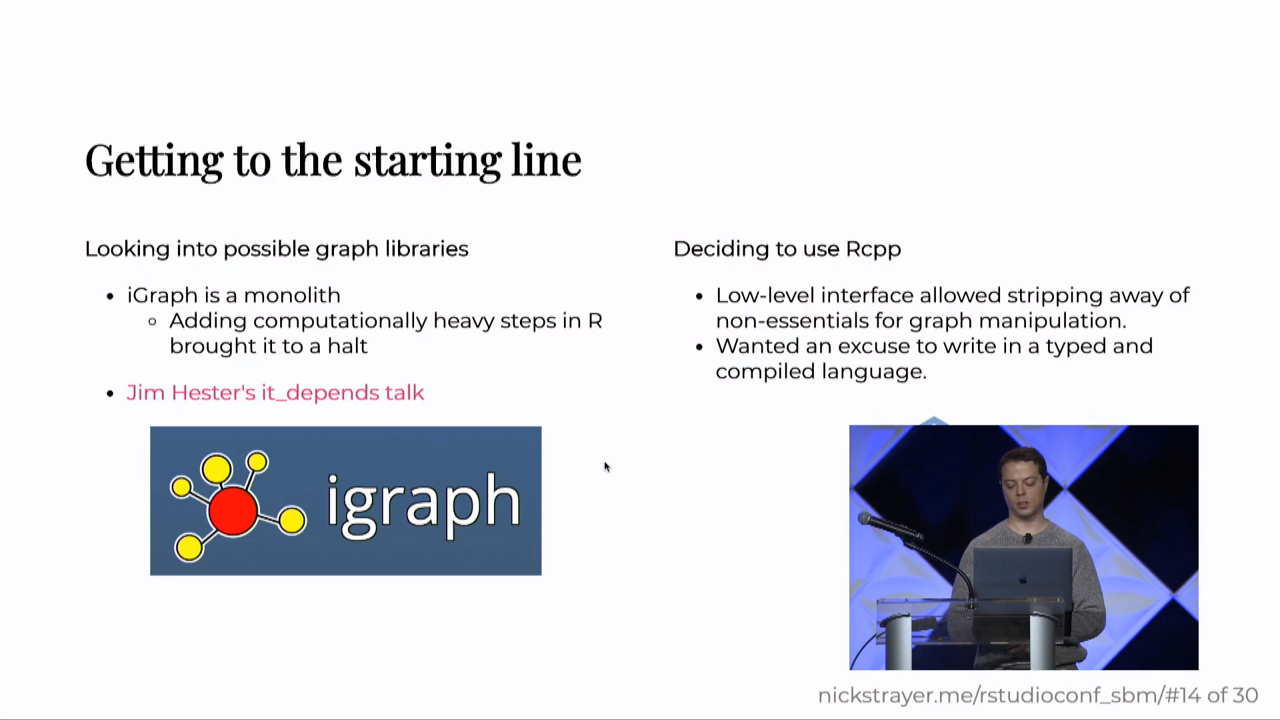 Getting to the starting line
Looking into possible graph libraries
iGraph is a monolith
Adding computationally heavy steps in R
brought it to a halt
Jim Hester's it_depends talk
igraph
Deciding to use Rcpp
Low-level interface allowed stripping away of
non-essentials for graph manipulation.
Wanted an excuse to write in a typed and
compiled language.
nickstrayer.me/rstudioconf_sbm/#14 of 30